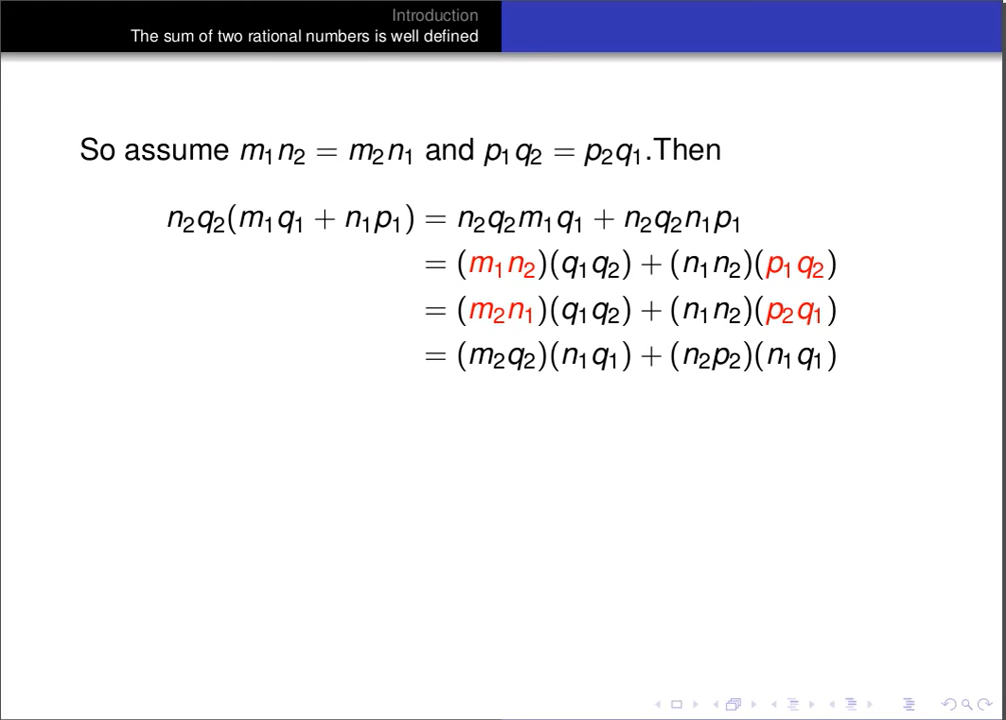 Introduction
The sum of two rational numbers is well defined
So assume m₁n₂ = m₂n₁ and p₁q₂ = p₂q₁.Then
n₂q₂(m₁q₁ + n₁p₁) = n₂q₂m₁q₁ + n₂q₂n₁p₁
= (m₁n₂)(q₁q₂) + (n₁n₂)(p₁q₂)
= (m₂n₁)(q₁q₂) + (n₁n₂)(p₂q₁)
= (m₂q₂)(n₁q₁) + (n₂p₂)(n₁q₁)